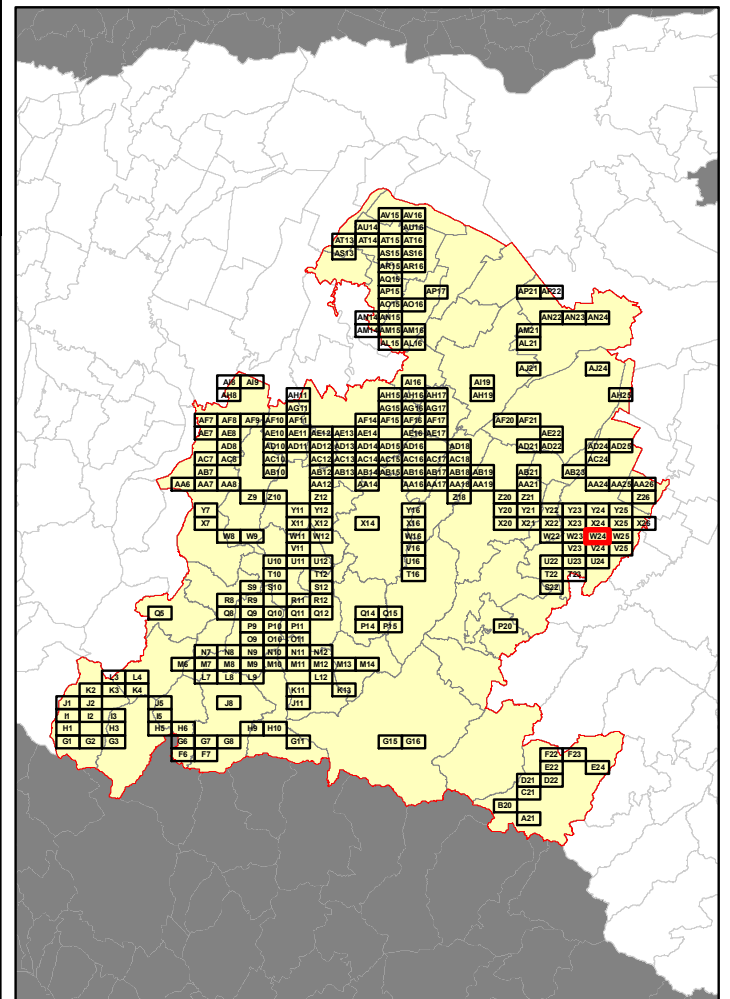 AV15 AV16
AU14 AU16
AT13 AT14 AT15 AT16
AS13 AS15 AS16
AR15 AR16
AQ15
AP15 AP17 AP21 AP22
AO15 AO16
AN14 AN15 AN22 AN23 AN24
AM14 AM15 AM16 AM21
AL15 AL16 AL21
AJ21 AJ24
AI8 AI9 AI16 AI19
AH8 AH11 AH15 AH16 AH17 AH19 AH25
AG11 AG15 AG16 AG17
AF7 AF8 AF9 AF10 AF11 AF14 AF15 AF16 AF17 AF20 AF21
AE7 AE8 AE10 AE11 AE12 AE13 AE14 AE16 AE17 AE22
AD8 AD10 AD11 AD12 AD13 AD14 AD15 AD16 AD18 AD21 AD22 AD24 AD25
AC7 AC8 AC10 AC12 AC13 AC14 AC15 AC16 AC17 AC18 AC24
AB7 AB10 AB12 AB13 AB14 AB15 AB16 AB17 AB18 AB19 AB21 AB23
AA6 AA7 AA8 AA12 AA14 AA16 AA17 AA18 AA19 AA21 AA24 AA25 AA26
Z9 Z10 Z12 Z18 Z20 Z21 Z26
Y7 Y11 Y12 Y16 Y20 Y21 Y22 Y23 Y24 Y25
X7 X11 X12 X14 X16 X20 X21 X22 X23 X24 X25 X26
W8 W9 W11 W12 W16 W22 W23 W24 W25
V11 V16 V23 V24 V25
U10 U11 U12 U16 U22 U23 U24
T10 T12 T16 T22 T23
S9 S10 S12 S22
R8 R9 R11 R12
Q5 Q8 Q9 Q10 Q11 Q12 Q14 Q15
P9 P10 P11 P14 P15 P20
O9 O10 O11
N7 N8 N9 N10 N11 N12
M6 M7 M8 M9 M10 M11 M12 M13 M14
L3 L4 L7 L8 L9 L12
K2 K3 K4 K11 K13
J1 J2 J5 J8 J11
I1 I2 I3 I5
H1 H3 H5 H6 H9 H10
G1 G2 G3 G6 G7 G8 G11 G15 G16
F6 F7 F22 F23
E22 E24
D21 D22
C21
B20
A21